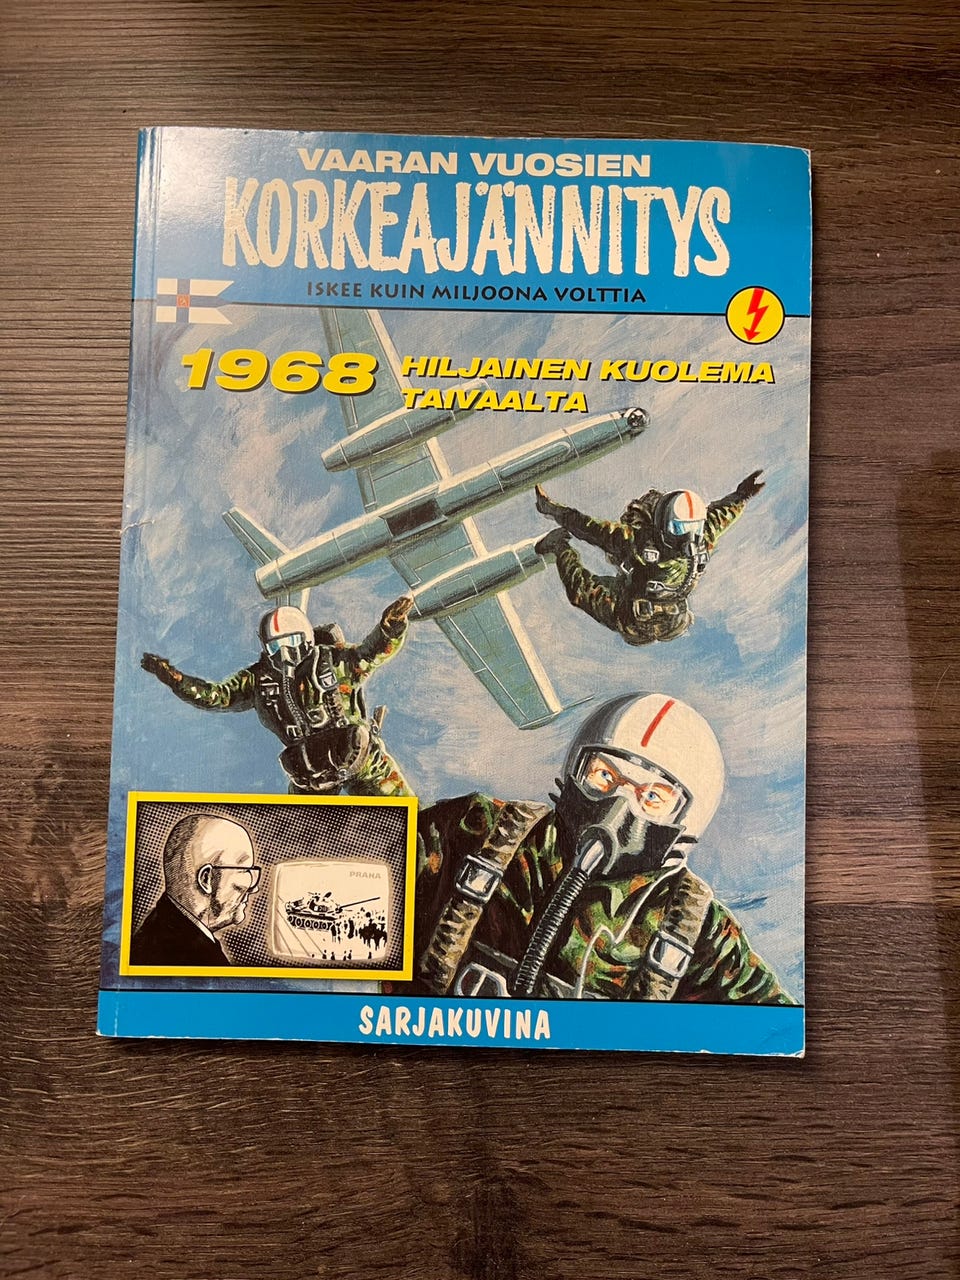 VAARAN VUOSIEN
KORKEAJÄNNITYS
ISKEE KUIN MILJOONA VOLTTIA
1968 HILJAINEN KUOLEMA
TAIVAALTA
PRAHA
SARJAKUVINA